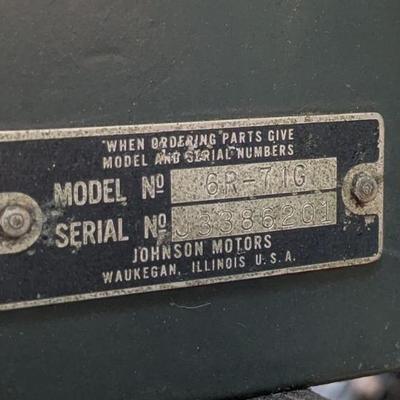 WHEN ORDERING PARTS GIVE
MODEL AND SERIAL NUMBERS
MODEL Nº 6R-71G
SERIAL Nº J3386201
JOHNSON MOTORS
WAUKEGAN, ILLINOIS U.S.A.